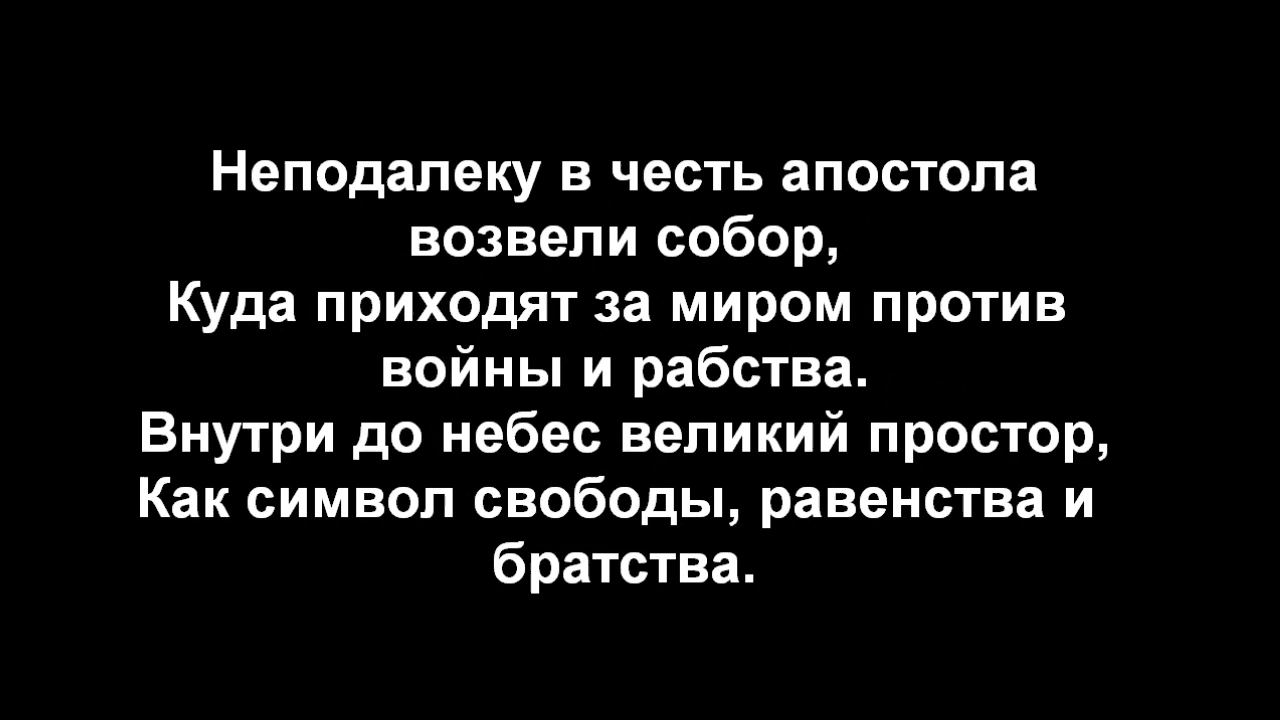 Неподалеку в честь апостола
возвели собор,
Куда приходят за миром против
войны и рабства.
Внутри до небес великий простор,
Как символ свободы, равенства и
братства.